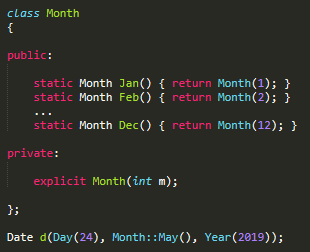 class Month
{
public:
static Month Jan() { return Month(1); }
static Month Feb() { return Month(2); }
...
static Month Dec() { return Month(12); }
private:
explicit Month(int m);
};
Date d(Day(24), Month::May(), Year(2019));